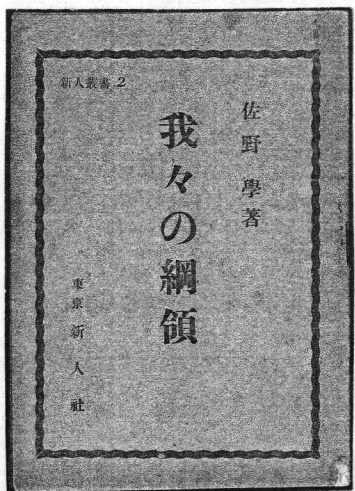 新人叢書 2
佐野 學著
我々の綱領
東京 新人社